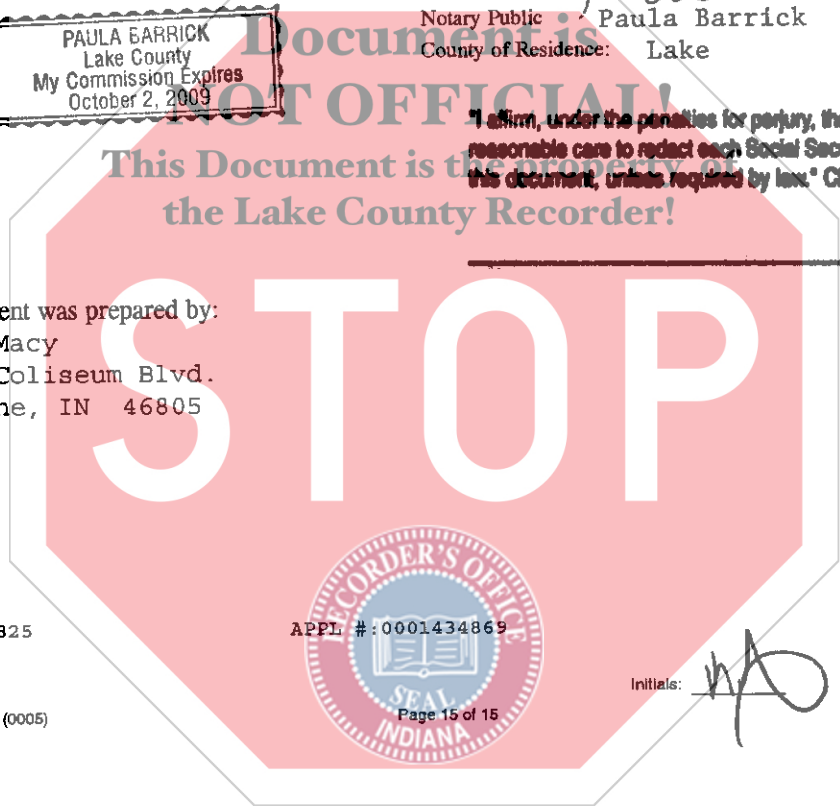 PAULA BARRICK
Lake County
My Commission Expires
October 2, 2009
Notary Public Paula Barrick
County of Residence: Lake
Document is
NOT OFFICIAL!
This Document is the property of
the Lake County Recorder!
"I affirm, under the penalties for perjury, th
reasonable care to redact each Social Sec
this document, unless required by law."
ent was prepared by:
Macy
Coliseum Blvd.
ne, IN 46805
STOP
RECORDER'S OFFICE
SEAL
INDIANA
325
APPL #:0001434869
Initials:
(0005)
Page 15 of 15